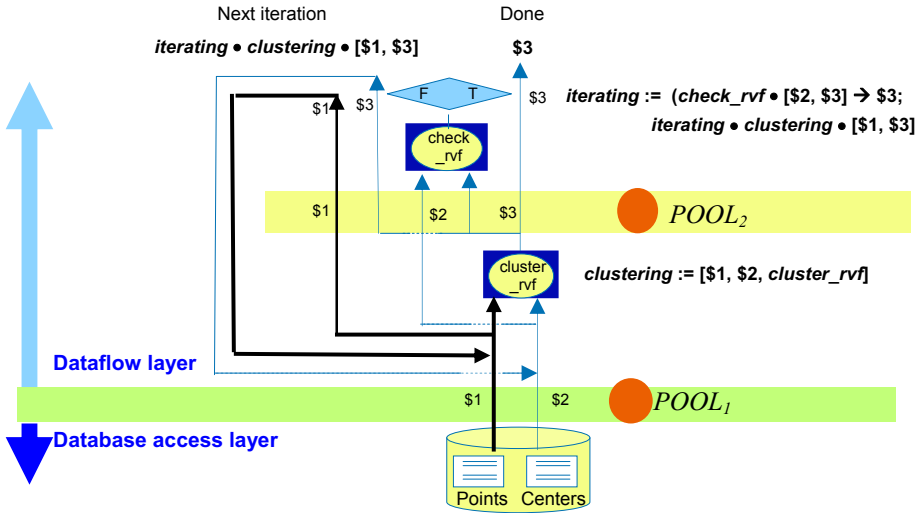 Next iteration
Done
iterating • clustering • [$1, $3]
$3
F
T
$1
$3
$3
iterating := (check_rvf • [$2, $3] → $3;
iterating • clustering • [$1, $3]
check
_rvf
$1
$2
$3
POOL2
cluster
_rvf
clustering := [$1, $2, cluster_rvf]
Dataflow layer
$1
$2
POOL1
Database access layer
Points
Centers